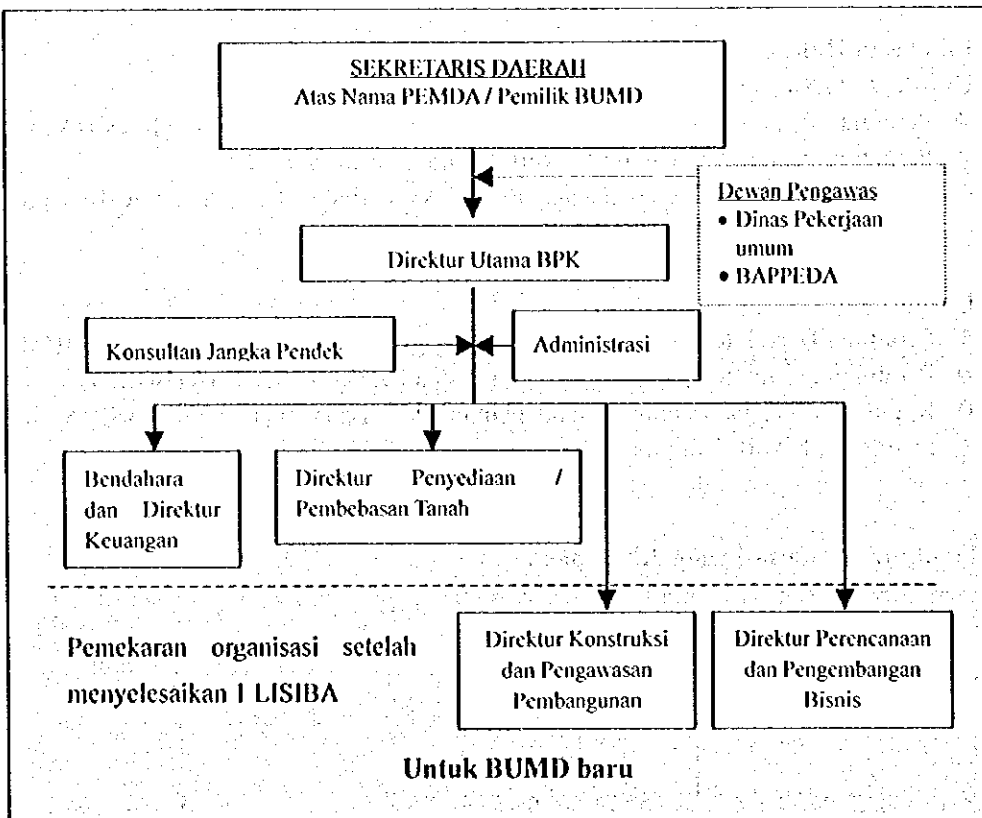 SEKRETARIS DAERAH
Atas Nama PEMDA / Pemilik BUMD
Dewan Pengawas
• Dinas Pekerjaan
umum
• BAPPEDA
Direktur Utama BPK
Konsultan Jangka Pendek
Administrasi
Bendahara
dan Direktur
Keuangan
Direktur Penyediaan /
Pembebasan Tanah
Pemekaran organisasi setelah
menyelesaikan 1 LISIBA
Direktur Konstruksi
dan Pengawasan
Pembangunan
Direktur Perencanaan
dan Pengembangan
Bisnis
Untuk BUMD baru